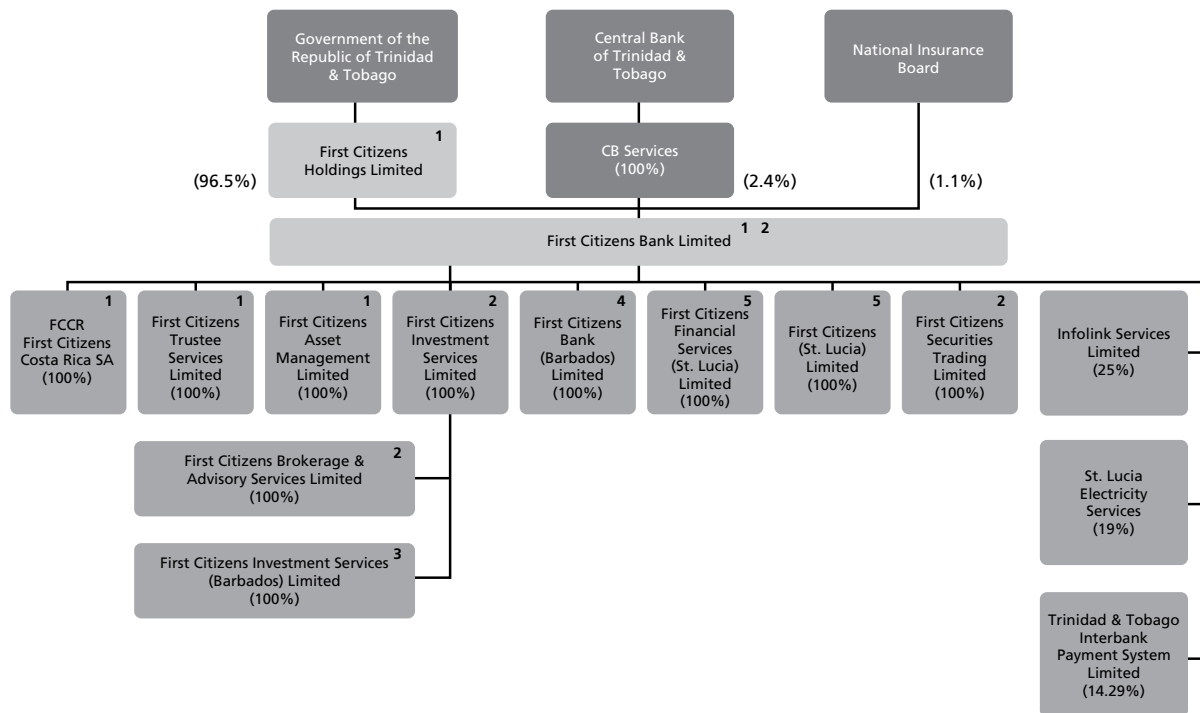 Government of the
Republic of Trinidad
& Tobago
Central Bank
of Trinidad &
Tobago
National Insurance
Board
1
First Citizens
Holdings Limited
CB Services
(100%)
(96.5%)
(2.4%)
(1.1%)
First Citizens Bank Limited 1 2
1
FCCR
First Citizens
Costa Rica SA
(100%)
1
First Citizens
Trustee
Services
Limited
(100%)
1
First Citizens
Asset
Management
Limited
(100%)
2
First Citizens
Investment
Services
Limited
(100%)
4
First Citizens
Bank
(Barbados)
Limited
(100%)
5
First Citizens
Financial
Services
(St. Lucia)
Limited
(100%)
5
First Citizens
(St. Lucia)
Limited
(100%)
2
First Citizens
Securities
Trading
Limited
(100%)
Infolink Services
Limited
(25%)
2
First Citizens Brokerage &
Advisory Services Limited
(100%)
St. Lucia
Electricity
Services
(19%)
3
First Citizens Investment Services
(Barbados) Limited
(100%)
Trinidad & Tobago
Interbank
Payment System
Limited
(14.29%)